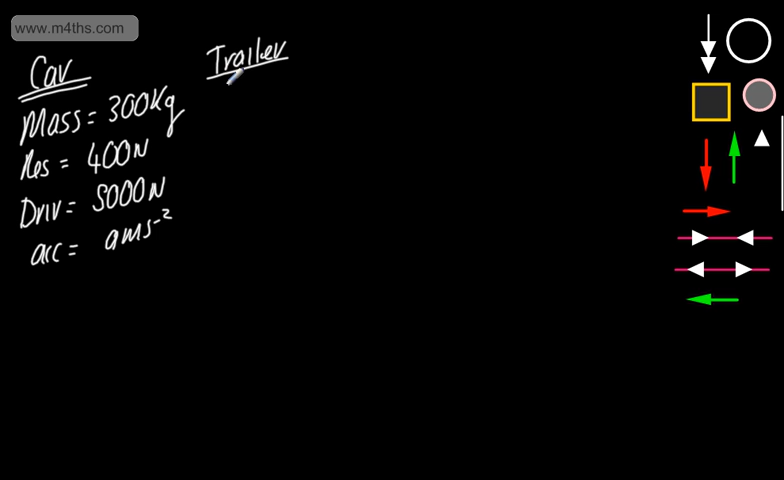 www.m4ths.com
Car
Trailer
Mass = 300Kg
Res = 400N
Driv = 5000N
acc = ams⁻²